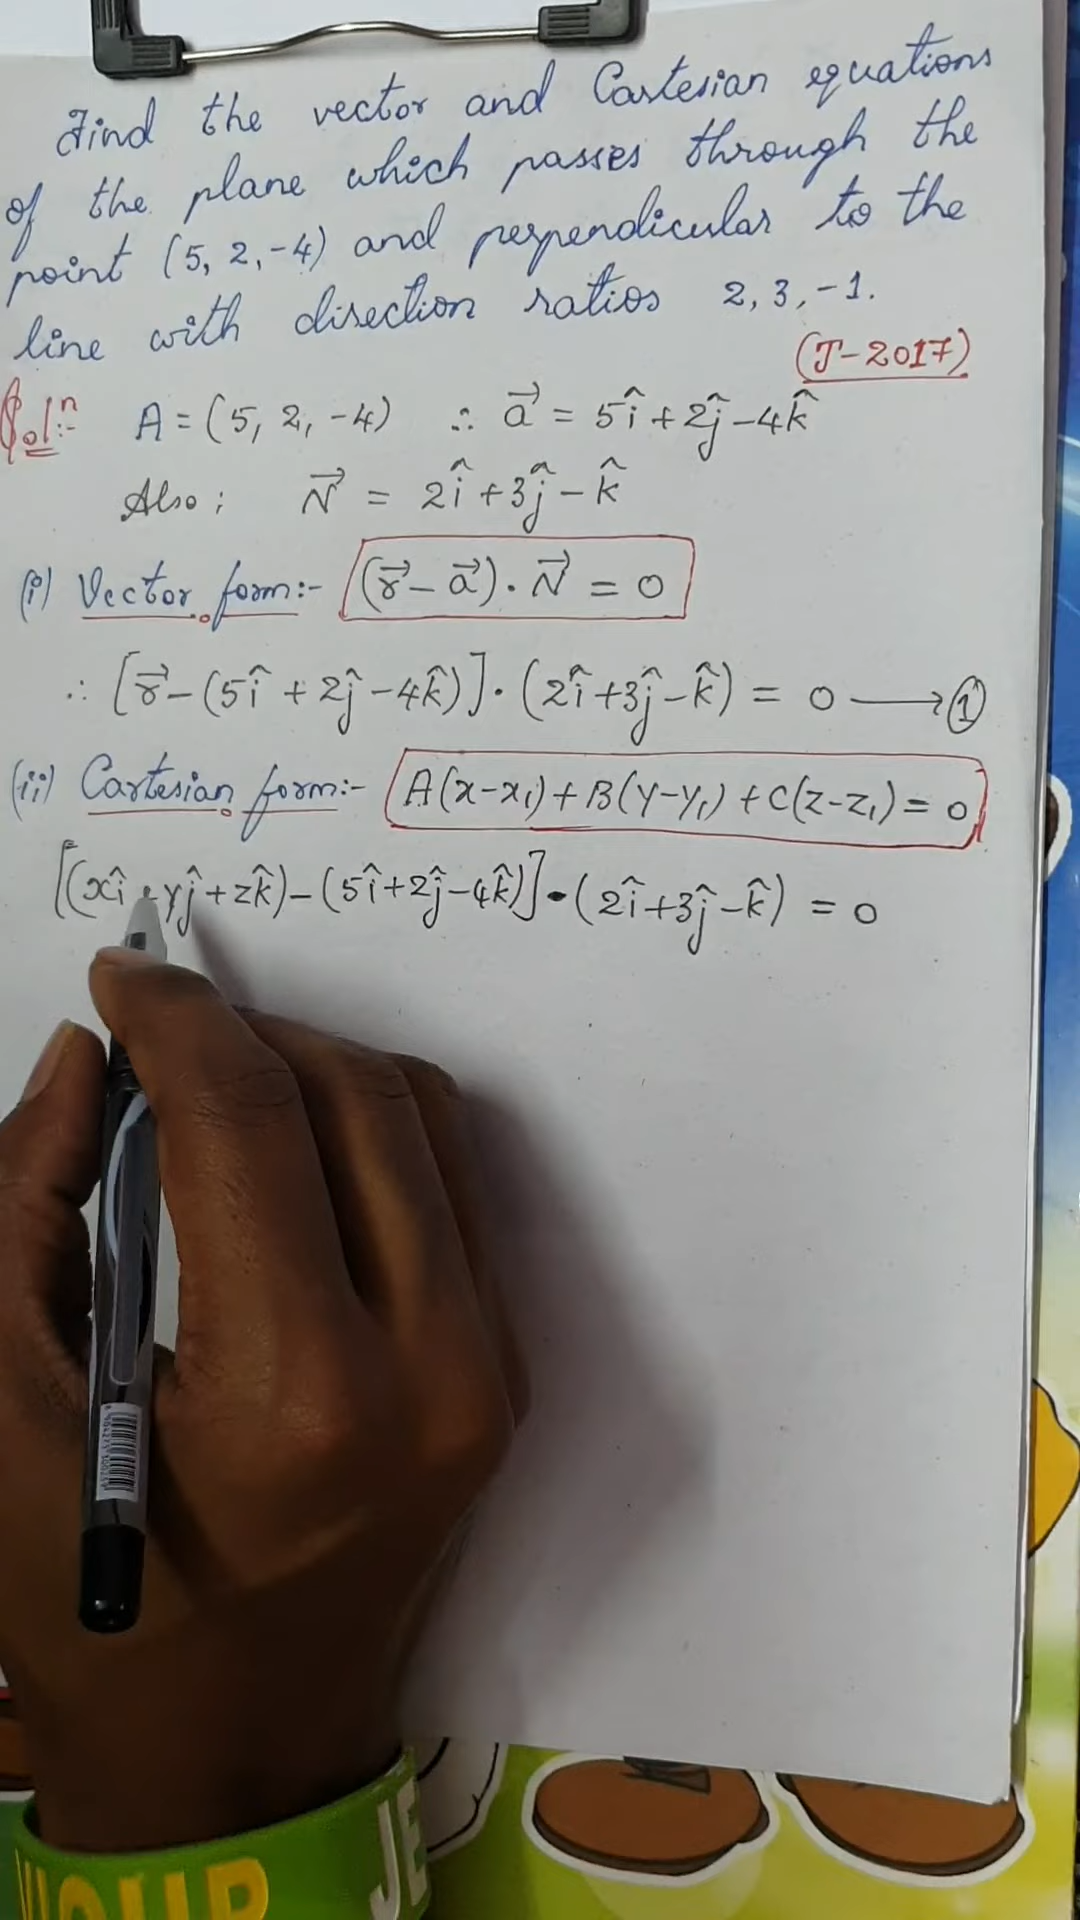 Find the vector and Cartesian equations
of the plane which passes through the
point (5, 2, -4) and perpendicular to the
line with direction ratios 2, 3, -1.
(J-2017)
Solⁿ:- A = (5, 2, -4) ∴ a⃗ = 5î + 2ĵ - 4k̂
Also; N⃗ = 2î + 3ĵ - k̂
(i) Vector form:- (r⃗ - a⃗) · N⃗ = 0
∴ [r⃗ - (5î + 2ĵ - 4k̂)] · (2î + 3ĵ - k̂) = 0 ⟶ ①
(ii) Cartesian form:- A(x-x₁) + B(y-y₁) + C(z-z₁) = 0
[(xî + yĵ + zk̂) - (5î + 2ĵ - 4k̂)] · (2î + 3ĵ - k̂) = 0